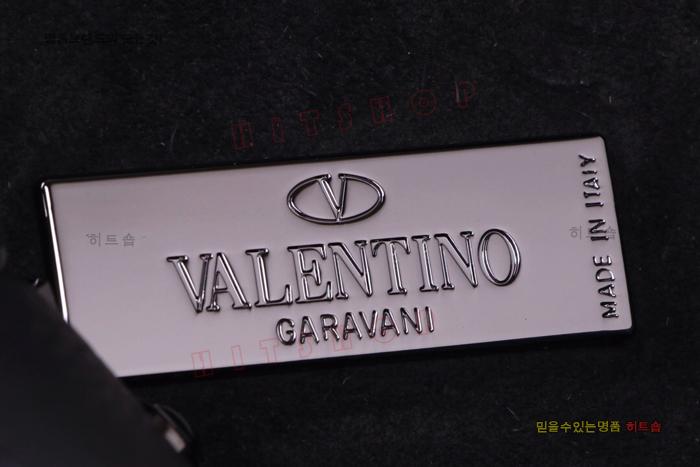 HITSHOP
V
VALENTINO
GARAVANI
MADE IN ITALY
히트숍
히트숍
HITSHOP
믿을수있는명품 히트숍